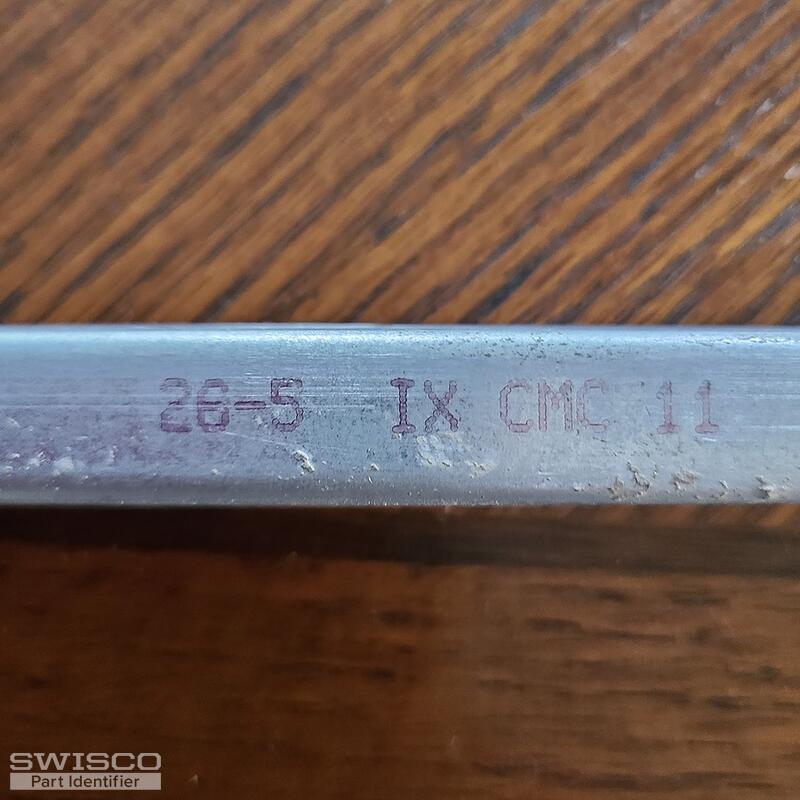 26-5 IX CMC 11
SWISCO
Part Identifier